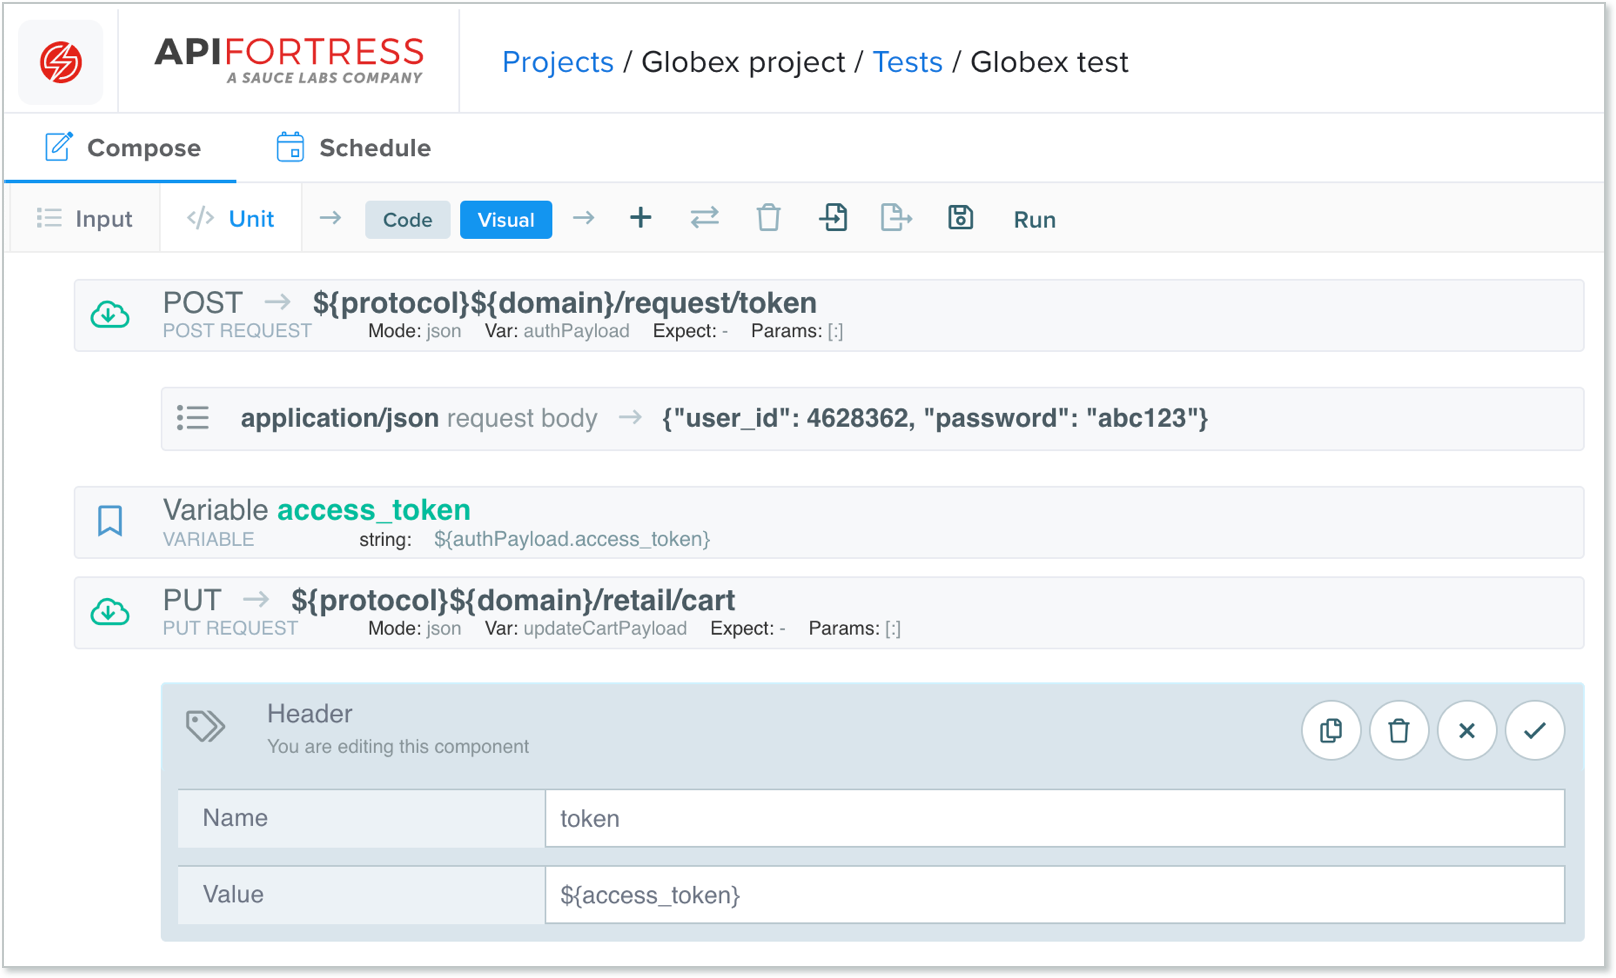 APIFORTRESS
A SAUCE LABS COMPANY
Projects / Globex project / Tests / Globex test
Compose Schedule
Input </> Unit → Code Visual → + Run
POST → ${protocol}${domain}/request/token
POST REQUEST Mode: json Var: authPayload Expect: - Params: [:]
application/json request body → {"user_id": 4628362, "password": "abc123"}
Variable access_token
VARIABLE string: ${authPayload.access_token}
PUT → ${protocol}${domain}/retail/cart
PUT REQUEST Mode: json Var: updateCartPayload Expect: - Params: [:]
Header
You are editing this component
Name token
Value ${access_token}